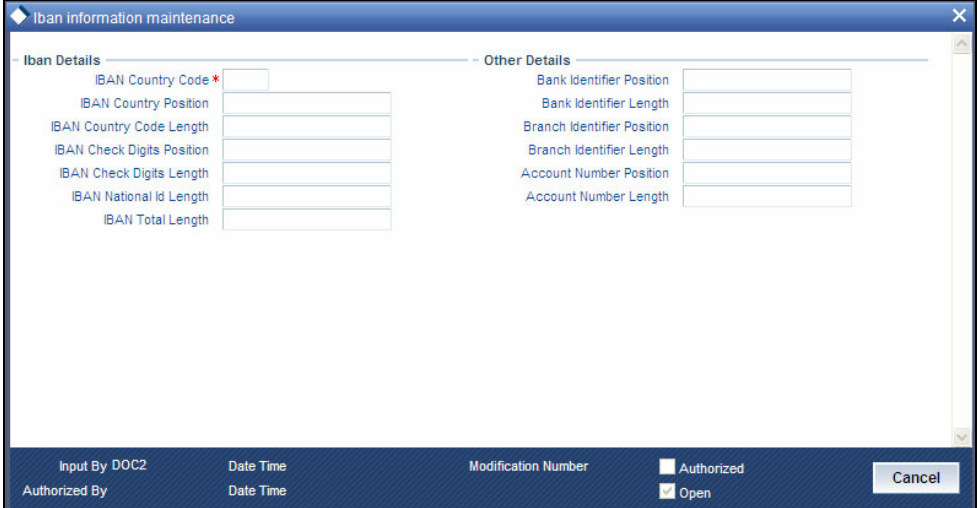 Iban information maintenance
Iban Details
IBAN Country Code *
IBAN Country Position
IBAN Country Code Length
IBAN Check Digits Position
IBAN Check Digits Length
IBAN National Id Length
IBAN Total Length
Other Details
Bank Identifier Position
Bank Identifier Length
Branch Identifier Position
Branch Identifier Length
Account Number Position
Account Number Length
Input By DOC2 Date Time Modification Number Authorized
Authorized By Date Time Open
Cancel